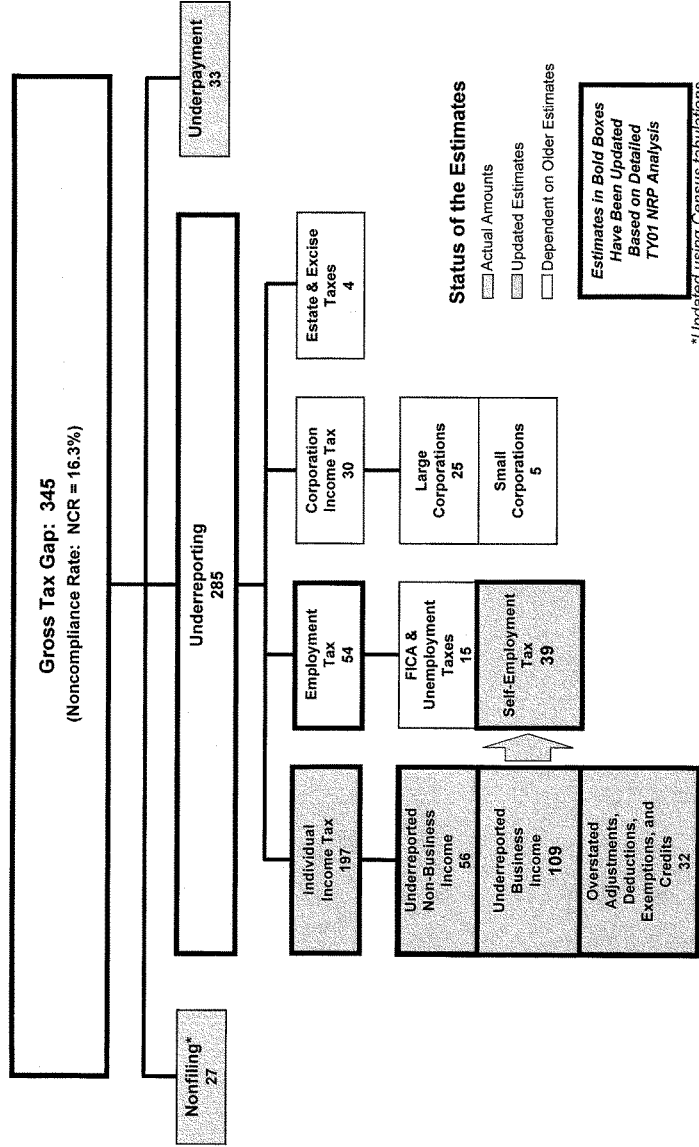 Gross Tax Gap: 345
(Noncompliance Rate: NCR = 16.3%)
Nonfiling*
27
Underreporting
285
Underpayment
33
Individual
Income Tax
197
Employment
Tax
54
Corporation
Income Tax
30
Estate & Excise
Taxes
4
Underreported
Non-Business
Income
56
Underreported
Business
Income
109
Overstated
Adjustments,
Deductions,
Exemptions, and
Credits
32
FICA &
Unemployment
Taxes
15
Self-Employment
Tax
39
Large
Corporations
25
Small
Corporations
5
Status of the Estimates
Actual Amounts
Updated Estimates
Dependent on Older Estimates
Estimates in Bold Boxes
Have Been Updated
Based on Detailed
TY01 NRP Analysis
*Updated using Census tabulations